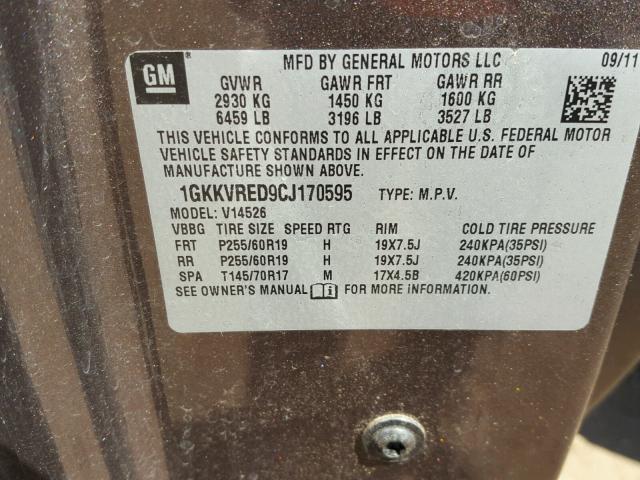 GM
MFD BY GENERAL MOTORS LLC 09/11
GVWR GAWR FRT GAWR RR
2930 KG 1450 KG 1600 KG
6459 LB 3196 LB 3527 LB
THIS VEHICLE CONFORMS TO ALL APPLICABLE U.S. FEDERAL MOTOR
VEHICLE SAFETY STANDARDS IN EFFECT ON THE DATE OF
MANUFACTURE SHOWN ABOVE.
1GKKVRED9CJ170595 TYPE: M.P.V.
MODEL: V14526
VBBG TIRE SIZE SPEED RTG RIM COLD TIRE PRESSURE
FRT P255/60R19 H 19X7.5J 240KPA(35PSI)
RR P255/60R19 H 19X7.5J 240KPA(35PSI)
SPA T145/70R17 M 17X4.5B 420KPA(60PSI)
SEE OWNER'S MANUAL FOR MORE INFORMATION.